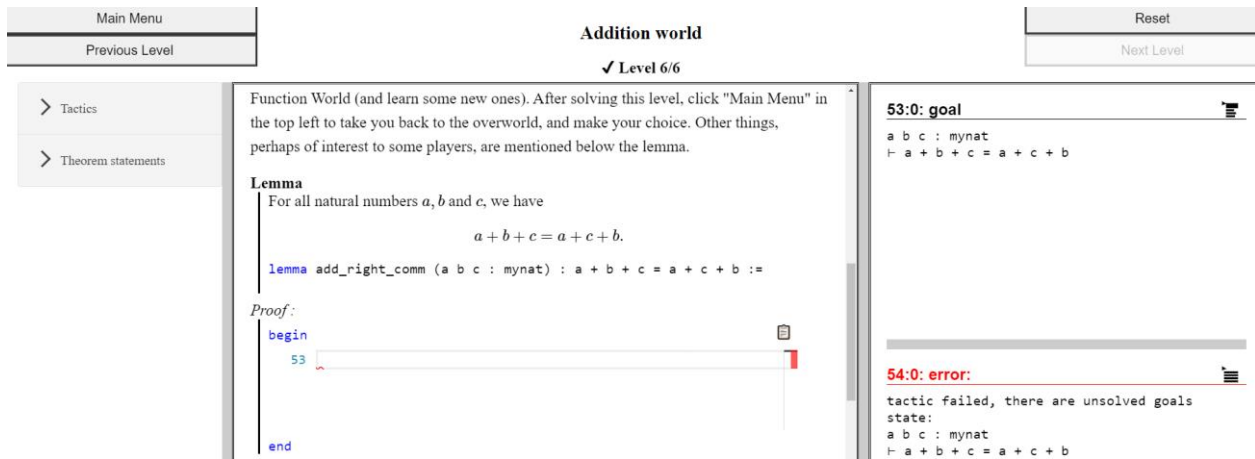 Main Menu
Previous Level
Addition world
✓ Level 6/6
Reset
Next Level
Tactics
Theorem statements
Function World (and learn some new ones). After solving this level, click "Main Menu" in
the top left to take you back to the overworld, and make your choice. Other things,
perhaps of interest to some players, are mentioned below the lemma.
Lemma
For all natural numbers a, b and c, we have
a + b + c = a + c + b.
lemma add_right_comm (a b c : mynat) : a + b + c = a + c + b :=
Proof :
begin
53
end
53:0: goal
a b c : mynat
⊢ a + b + c = a + c + b
54:0: error:
tactic failed, there are unsolved goals
state:
a b c : mynat
⊢ a + b + c = a + c + b